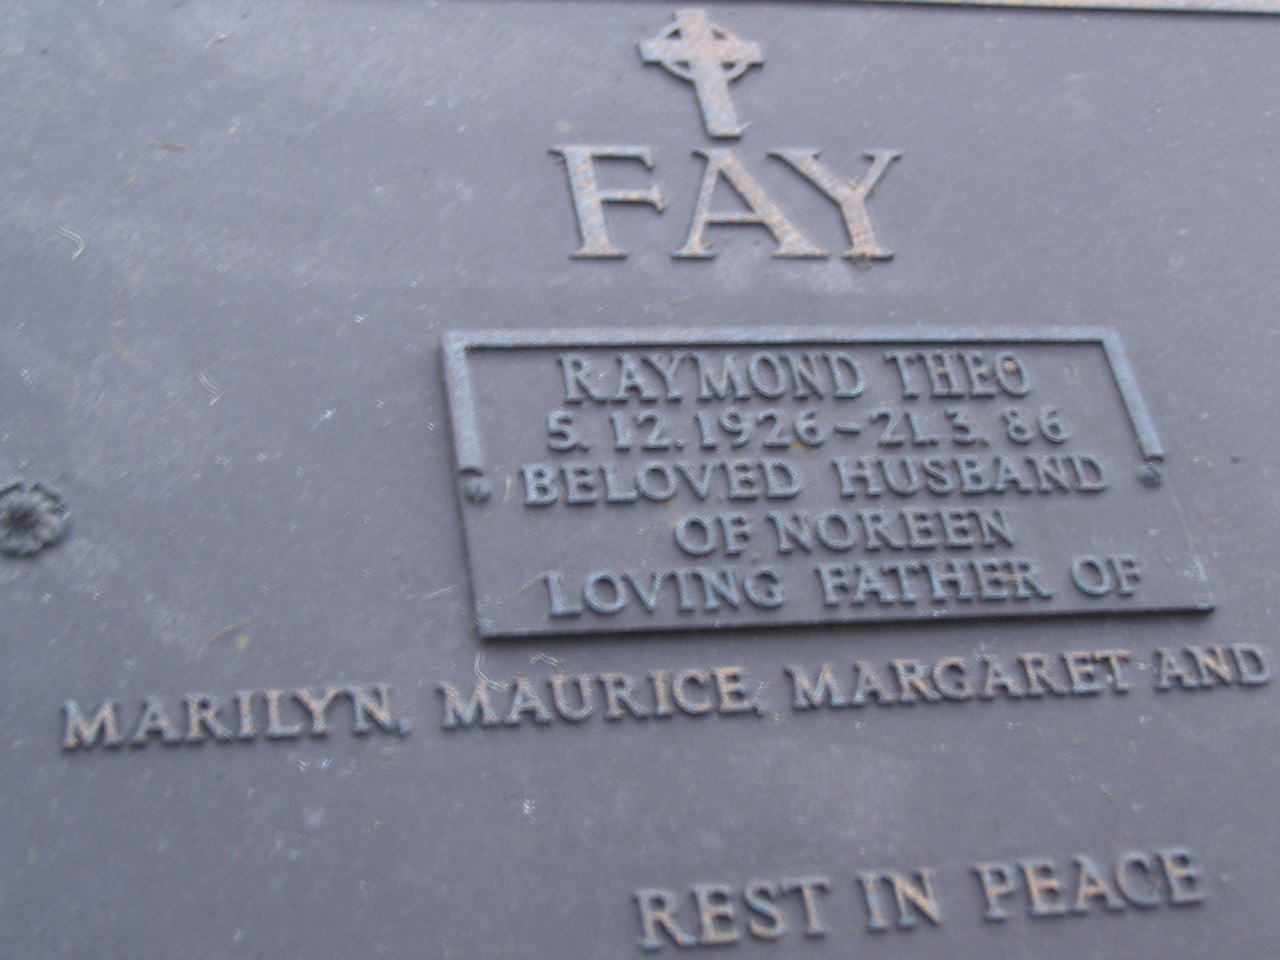 FAY
RAYMOND THEO
5.12.1926-21.3.86
BELOVED HUSBAND
OF NOREEN
LOVING FATHER OF
MARILYN, MAURICE, MARGARET AND
REST IN PEACE